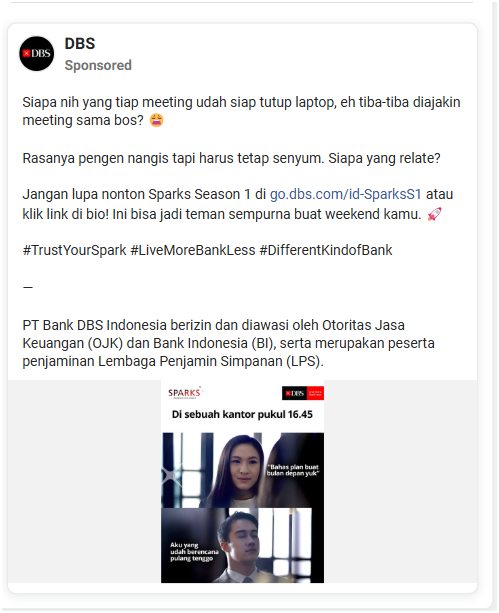 DBS
DBS
Sponsored
Siapa nih yang tiap meeting udah siap tutup laptop, eh tiba-tiba diajakin
meeting sama bos? 😩
Rasanya pengen nangis tapi harus tetap senyum. Siapa yang relate?
Jangan lupa nonton Sparks Season 1 di go.dbs.com/id-SparksS1 atau
klik link di bio! Ini bisa jadi teman sempurna buat weekend kamu. 🚀
#TrustYourSpark #LiveMoreBankLess #DifferentKindofBank
—
PT Bank DBS Indonesia berizin dan diawasi oleh Otoritas Jasa
Keuangan (OJK) dan Bank Indonesia (BI), serta merupakan peserta
penjaminan Lembaga Penjamin Simpanan (LPS).
SPARKS
DBS
Di sebuah kantor pukul 16.45
"Bahas plan buat
bulan depan yuk"
Aku yang
udah berencana
pulang tenggo